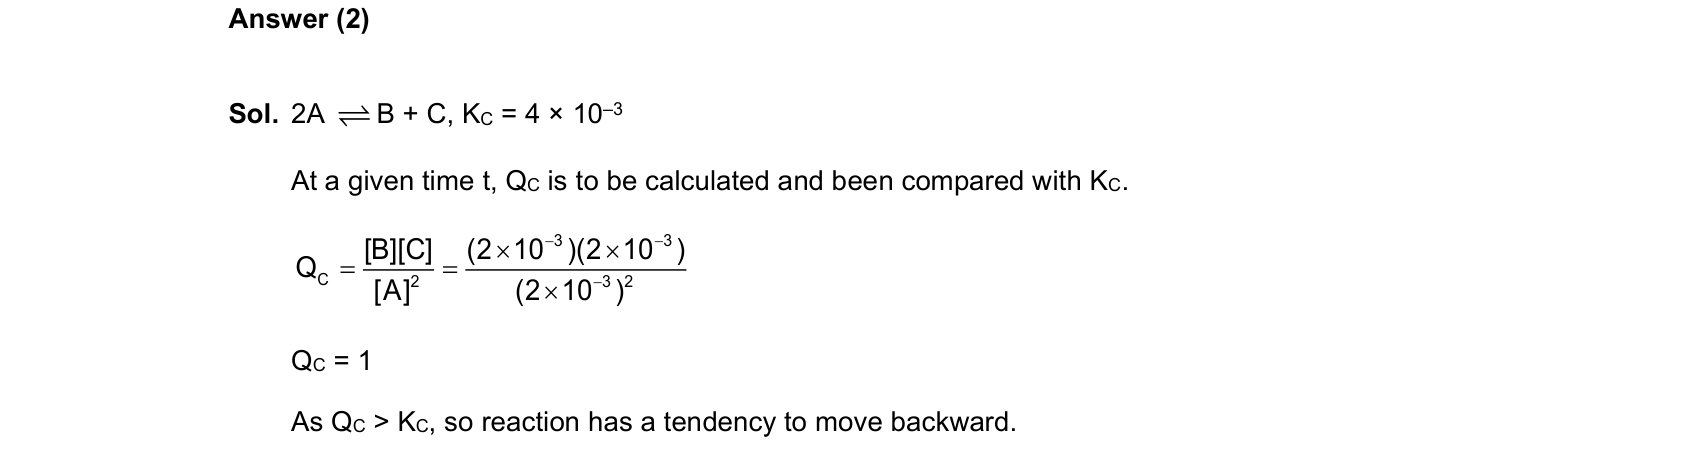 Answer (2)
Sol. 2A ⇌ B + C, KC = 4 × 10–3
At a given time t, QC is to be calculated and been compared with KC.
QC = [B][C] / [A]2 = (2×10–3)(2×10–3) / (2×10–3)2
QC = 1
As QC > KC, so reaction has a tendency to move backward.